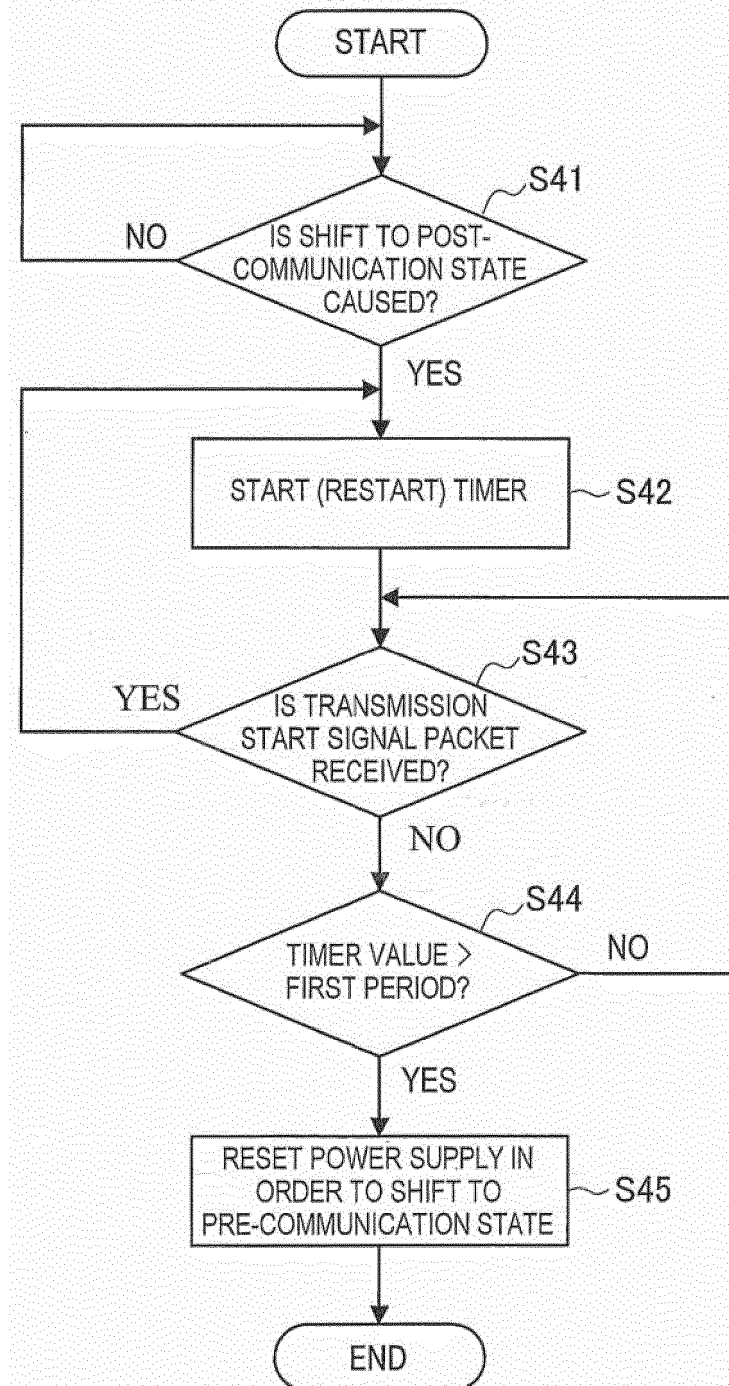 START
S41
NO
IS SHIFT TO POST-
COMMUNICATION STATE
CAUSED?
YES
START (RESTART) TIMER
S42
S43
YES
IS TRANSMISSION
START SIGNAL PACKET
RECEIVED?
NO
S44
TIMER VALUE >
FIRST PERIOD?
NO
YES
RESET POWER SUPPLY IN
ORDER TO SHIFT TO
PRE-COMMUNICATION STATE
S45
END